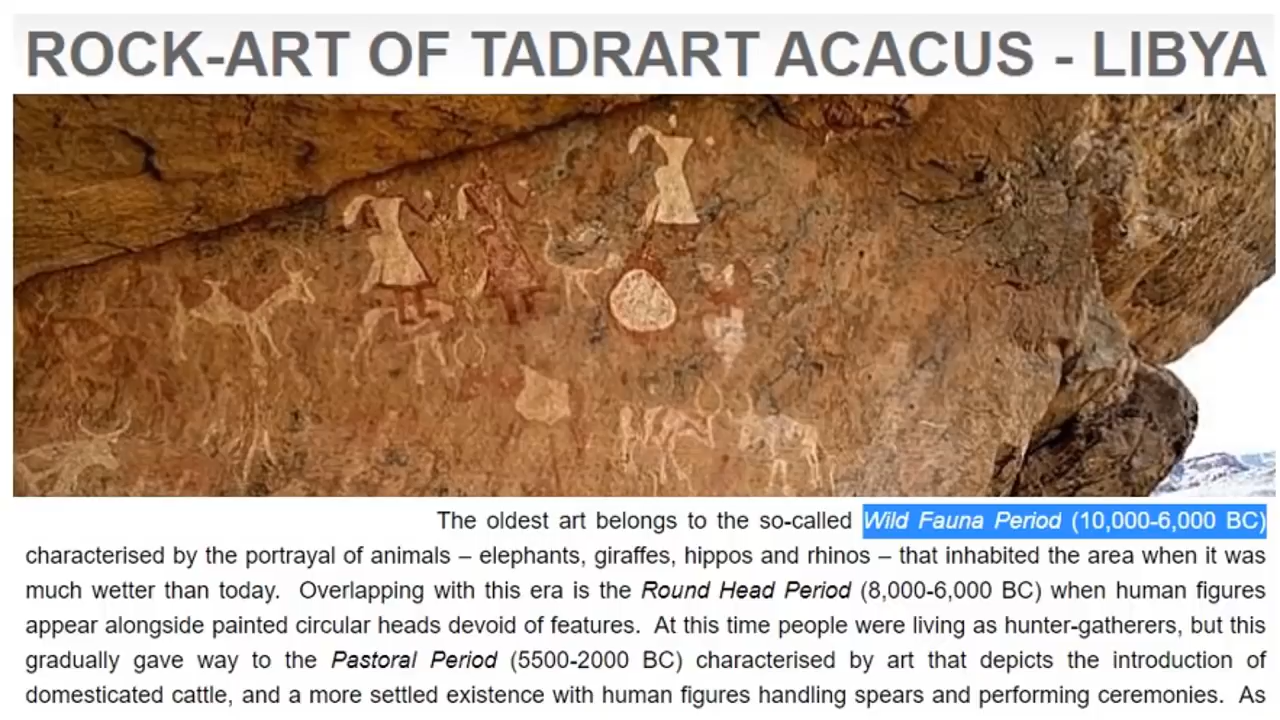 ROCK-ART OF TADRART ACACUS - LIBYA
The oldest art belongs to the so-called Wild Fauna Period (10,000-6,000 BC)
characterised by the portrayal of animals – elephants, giraffes, hippos and rhinos – that inhabited the area when it was
much wetter than today. Overlapping with this era is the Round Head Period (8,000-6,000 BC) when human figures
appear alongside painted circular heads devoid of features. At this time people were living as hunter-gatherers, but this
gradually gave way to the Pastoral Period (5500-2000 BC) characterised by art that depicts the introduction of
domesticated cattle, and a more settled existence with human figures handling spears and performing ceremonies. As